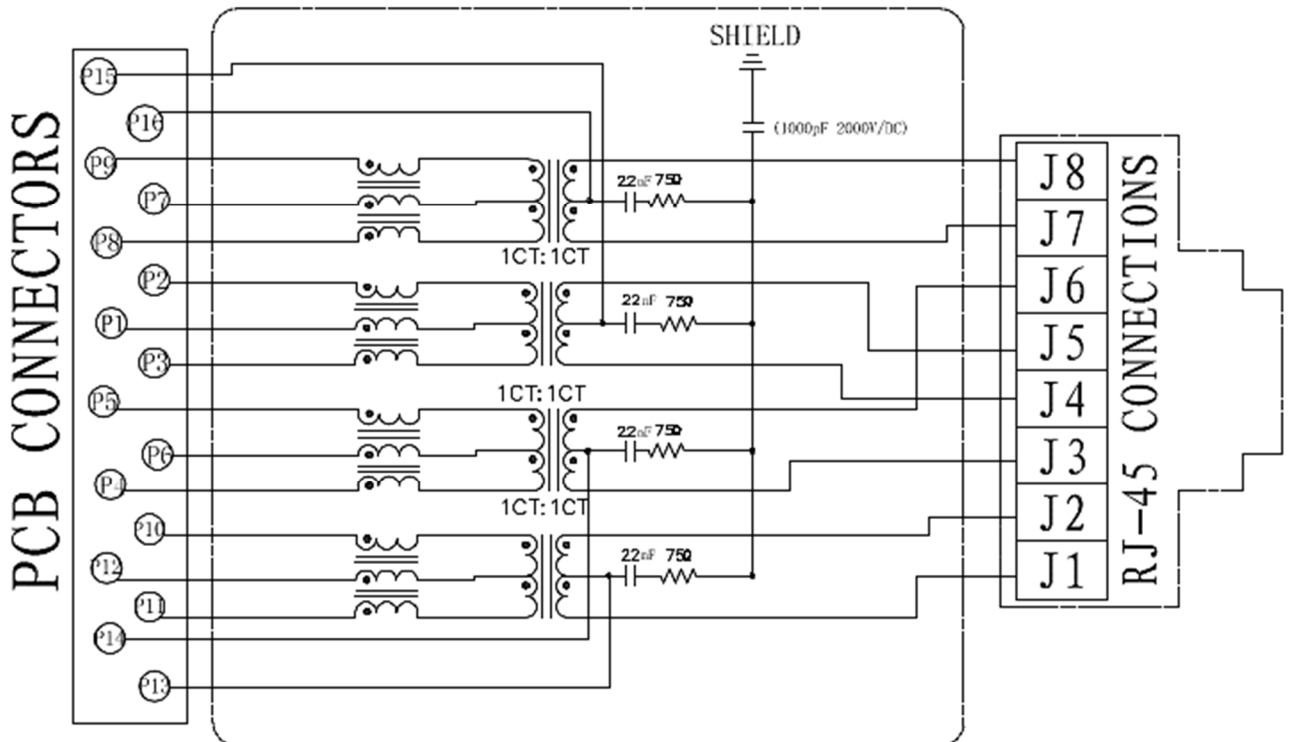 SHIELD
(1000pF 2000V/DC)
PCB CONNECTORS
P15
P16
P9
P7
P8
P2
P1
P3
P5
P6
P4
P10
P12
P11
P14
P13
22nF 75Ω
1CT:1CT
22nF 75Ω
1CT:1CT
22nF 75Ω
1CT:1CT
22nF 75Ω
J8
J7
J6
J5
J4
J3
J2
J1
RJ-45 CONNECTIONS